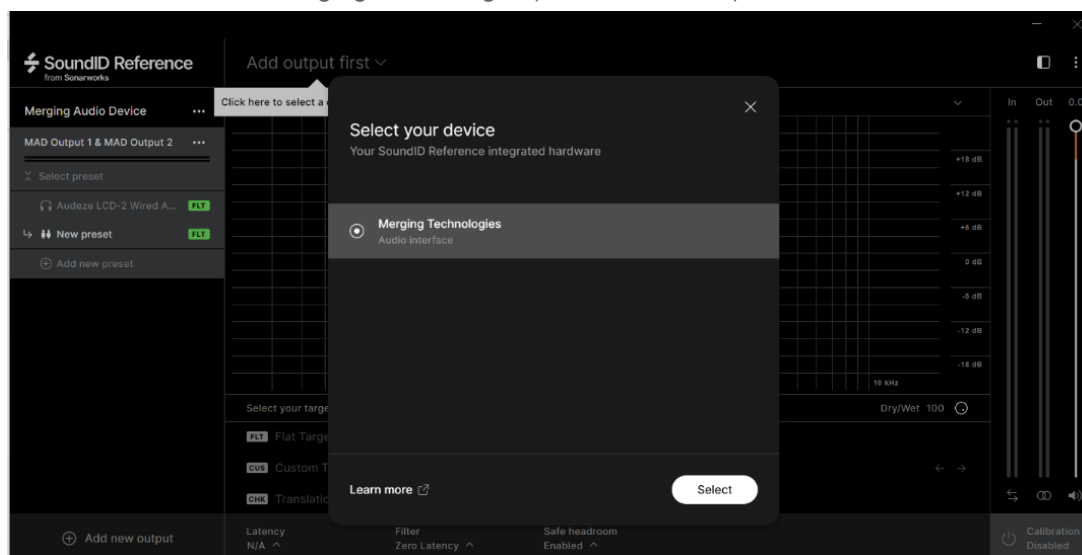 SoundID Reference
from Sonarworks
Add output first
Merging Audio Device
Click here to select a
MAD Output 1 & MAD Output 2
Select preset
Audeze LCD-2 Wired A...
FLT
New preset
FLT
Add new preset
Add new output
Select your device
Your SoundID Reference integrated hardware
Merging Technologies
Audio interface
Learn more
Select
+18 dB
+12 dB
+6 dB
0 dB
-6 dB
-12 dB
-18 dB
10 kHz
Select your targe
Dry/Wet 100
FLT Flat Targe
CUS Custom T
CHK Translatic
Latency
N/A
Filter
Zero Latency
Safe headroom
Enabled
In Out 0.0
Calibration
Disabled